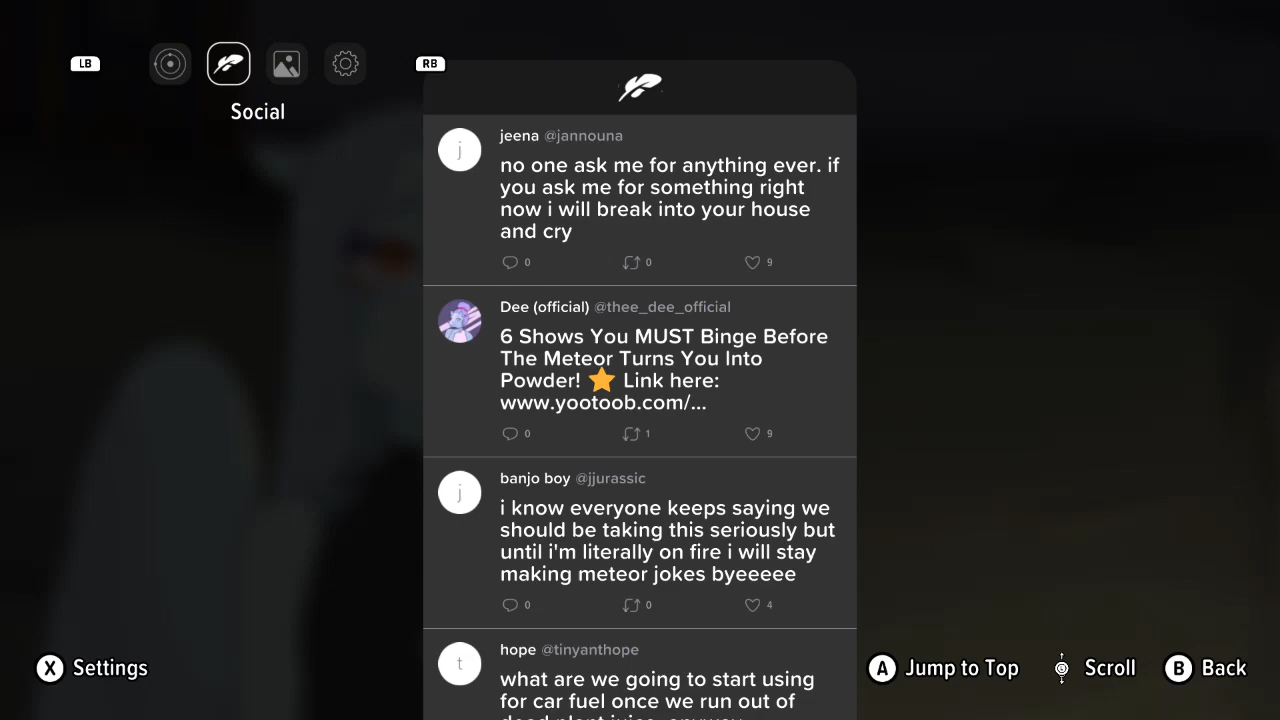 LB
RB
Social
jeena @jannouna
j
no one ask me for anything ever. if
you ask me for something right
now i will break into your house
and cry
0 0 9
Dee (official) @thee_dee_official
6 Shows You MUST Binge Before
The Meteor Turns You Into
Powder! ⭐ Link here:
www.yootoob.com/...
0 1 9
banjo boy @jjurassic
j
i know everyone keeps saying we
should be taking this seriously but
until i'm literally on fire i will stay
making meteor jokes byeeeee
0 0 4
hope @tinyanthope
t
what are we going to start using
for car fuel once we run out of
dead plant juice, anyway
X Settings
A Jump to Top
Scroll
B Back